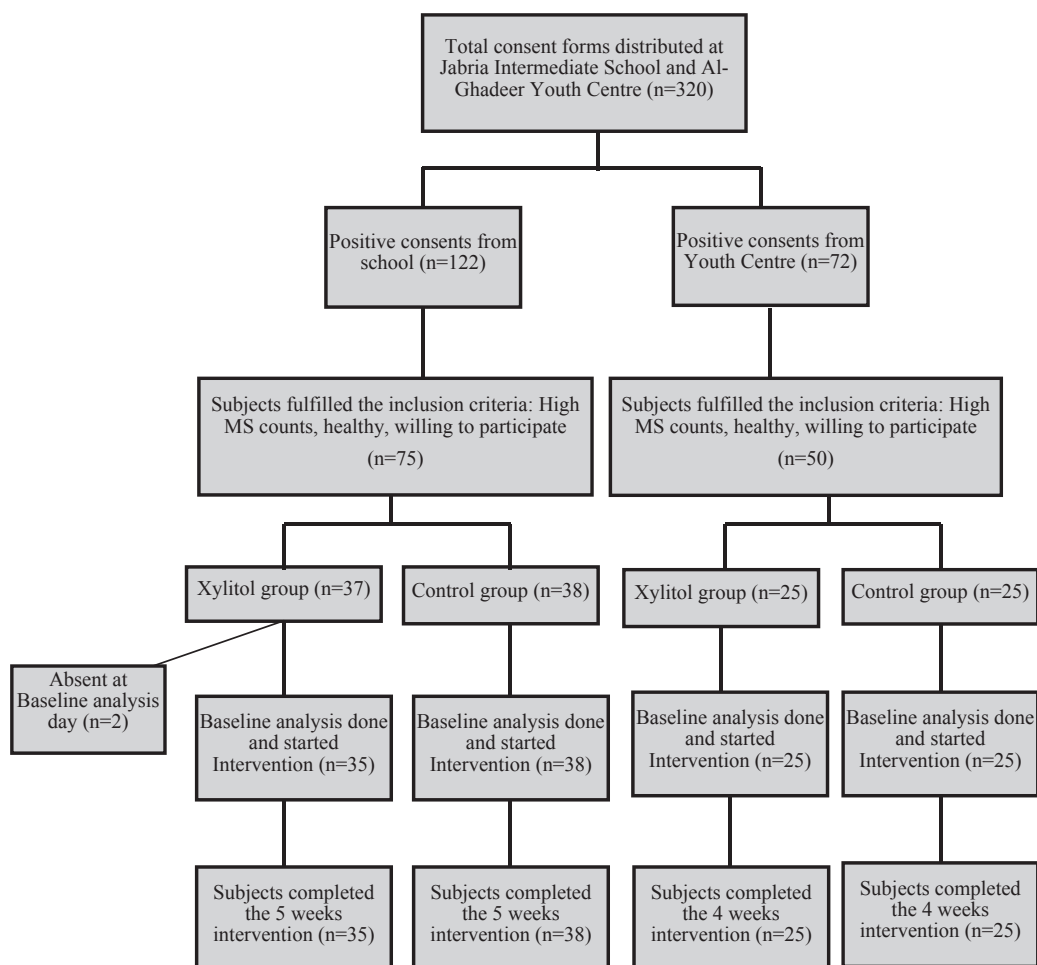 Total consent forms distributed at
Jabria Intermediate School and Al-
Ghadeer Youth Centre (n=320)
Positive consents from
school (n=122)
Positive consents from
Youth Centre (n=72)
Subjects fulfilled the inclusion criteria: High
MS counts, healthy, willing to participate
(n=75)
Subjects fulfilled the inclusion criteria: High
MS counts, healthy, willing to participate
(n=50)
Xylitol group (n=37)
Control group (n=38)
Xylitol group (n=25)
Control group (n=25)
Absent at
Baseline analysis
day (n=2)
Baseline analysis done
and started
Intervention (n=35)
Baseline analysis done
and started
Intervention (n=38)
Baseline analysis done
and started
Intervention (n=25)
Baseline analysis done
and started
Intervention (n=25)
Subjects completed
the 5 weeks
intervention (n=35)
Subjects completed
the 5 weeks
intervention (n=38)
Subjects completed
the 4 weeks
intervention (n=25)
Subjects completed
the 4 weeks
intervention (n=25)